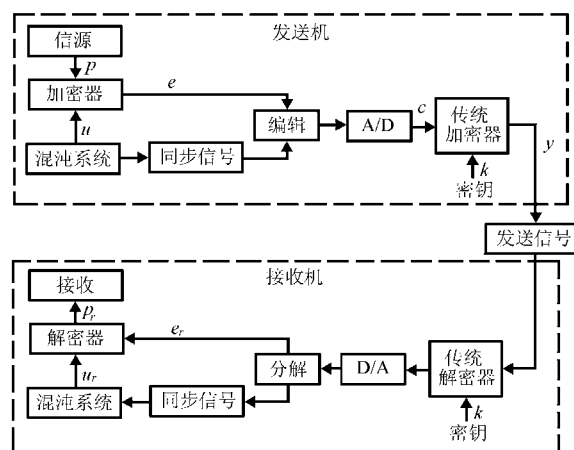 发送机
信源
p
加密器
e
u
混沌系统
同步信号
编辑
A/D
c
传统
加密器
k
密钥
y
发送信号
接收机
接收
p_r
解密器
e_r
u_r
混沌系统
同步信号
分解
D/A
传统
解密器
k
密钥